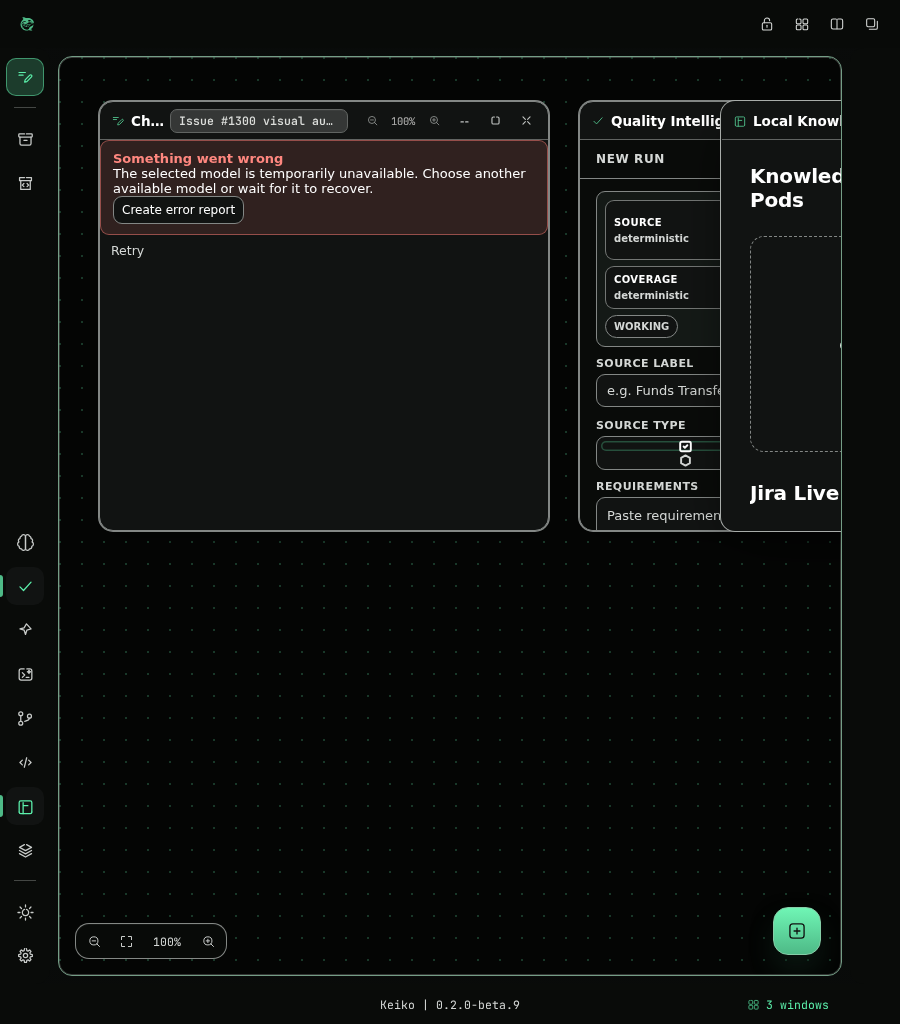 Ch...
Issue #1300 visual au...
100%
Something went wrong
The selected model is temporarily unavailable. Choose another
available model or wait for it to recover.
Create error report
Retry
Quality Intellig
NEW RUN
SOURCE
deterministic
COVERAGE
deterministic
WORKING
SOURCE LABEL
e.g. Funds Transfe
SOURCE TYPE
REQUIREMENTS
Paste requiremen
Local Knowl
Knowled
Pods
Jira Live
100%
Keiko | 0.2.0-beta.9
3 windows